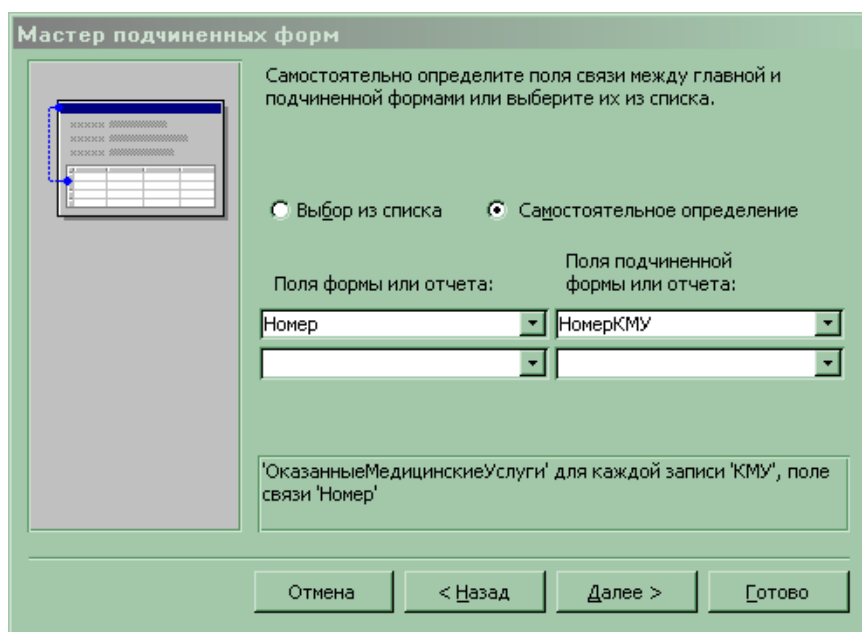 Мастер подчиненных форм
Самостоятельно определите поля связи между главной и
подчиненной формами или выберите их из списка.
Выбор из списка
Самостоятельное определение
Поля формы или отчета:
Поля подчиненной
формы или отчета:
Номер
НомерКМУ
'ОказанныеМедицинскиеУслуги' для каждой записи 'КМУ', поле
связи 'Номер'
Отмена
< Назад
Далее >
Готово